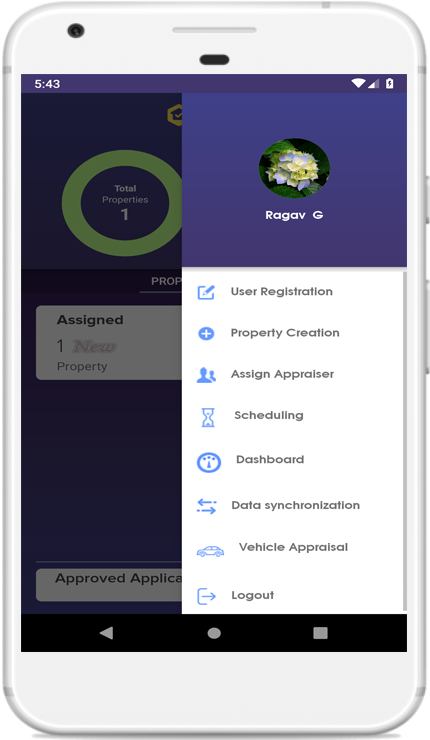 5:43
Total
Properties
1
PROP
Assigned
1 New
Property
Approved Applica
Ragav G
User Registration
Property Creation
Assign Appraiser
Scheduling
Dashboard
Data synchronization
Vehicle Appraisal
Logout